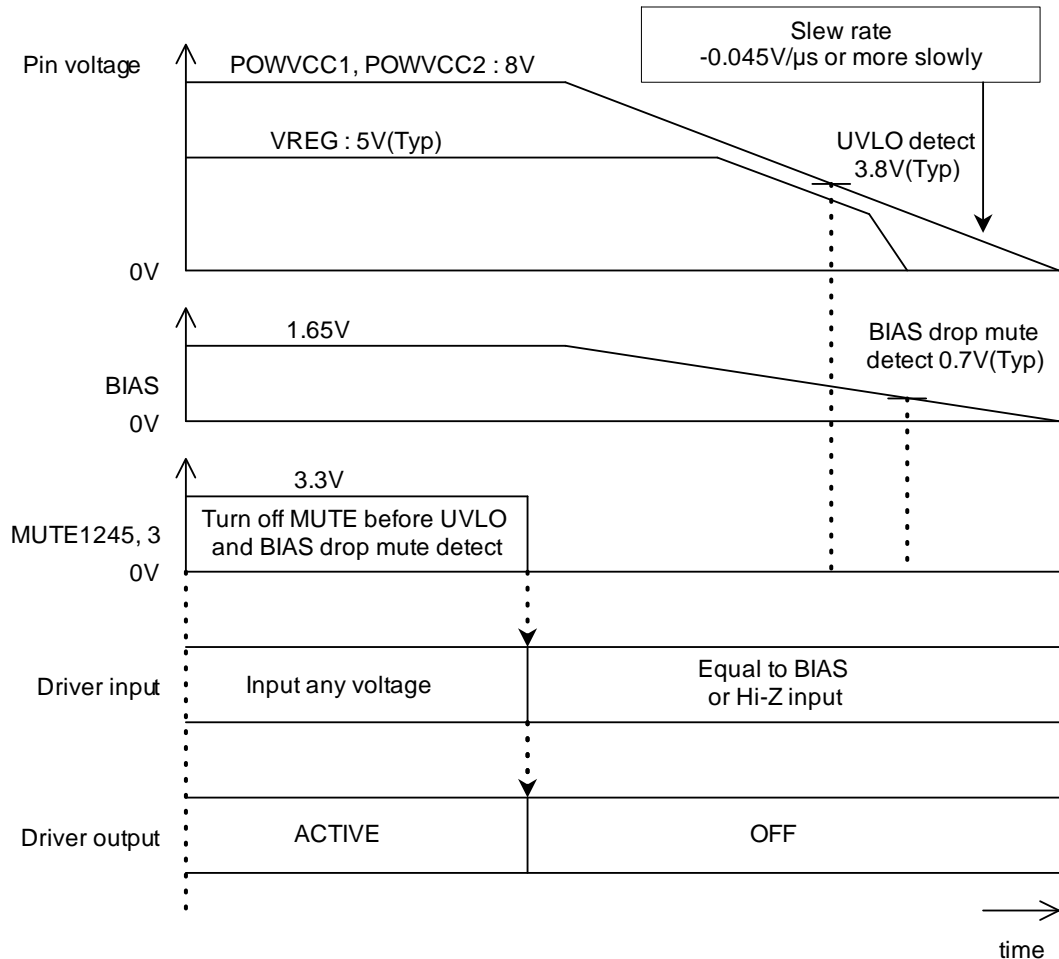 Slew rate
-0.045V/µs or more slowly
Pin voltage
POWVCC1, POWVCC2 : 8V
VREG : 5V(Typ)
UVLO detect
3.8V(Typ)
0V
1.65V
BIAS drop mute
detect 0.7V(Typ)
BIAS
0V
3.3V
Turn off MUTE before UVLO
and BIAS drop mute detect
MUTE1245, 3
0V
Driver input
Input any voltage
Equal to BIAS
or Hi-Z input
Driver output
ACTIVE
OFF
time